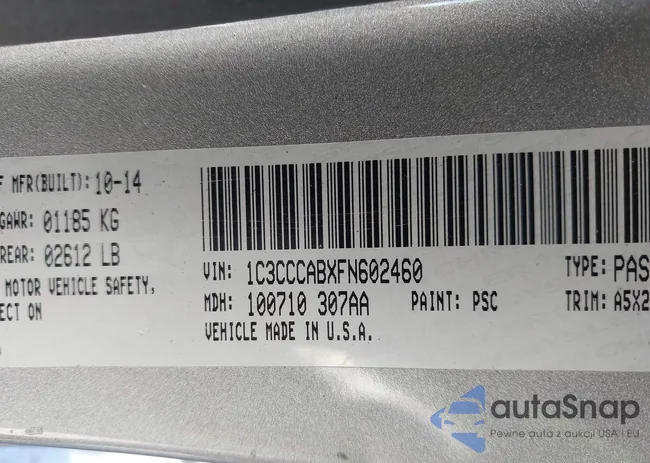 F MFR(BUILT): 10-14
GAWR: 01185 KG
REAR: 02612 LB
MOTOR VEHICLE SAFETY,
ECT ON
VIN: 1C3CCCABXFN602460 TYPE: PAS
MDH: 100710 307AA PAINT: PSC TRIM: A5X2
VEHICLE MADE IN U.S.A.
autaSnap
Pewne auta z aukcji USA i EU